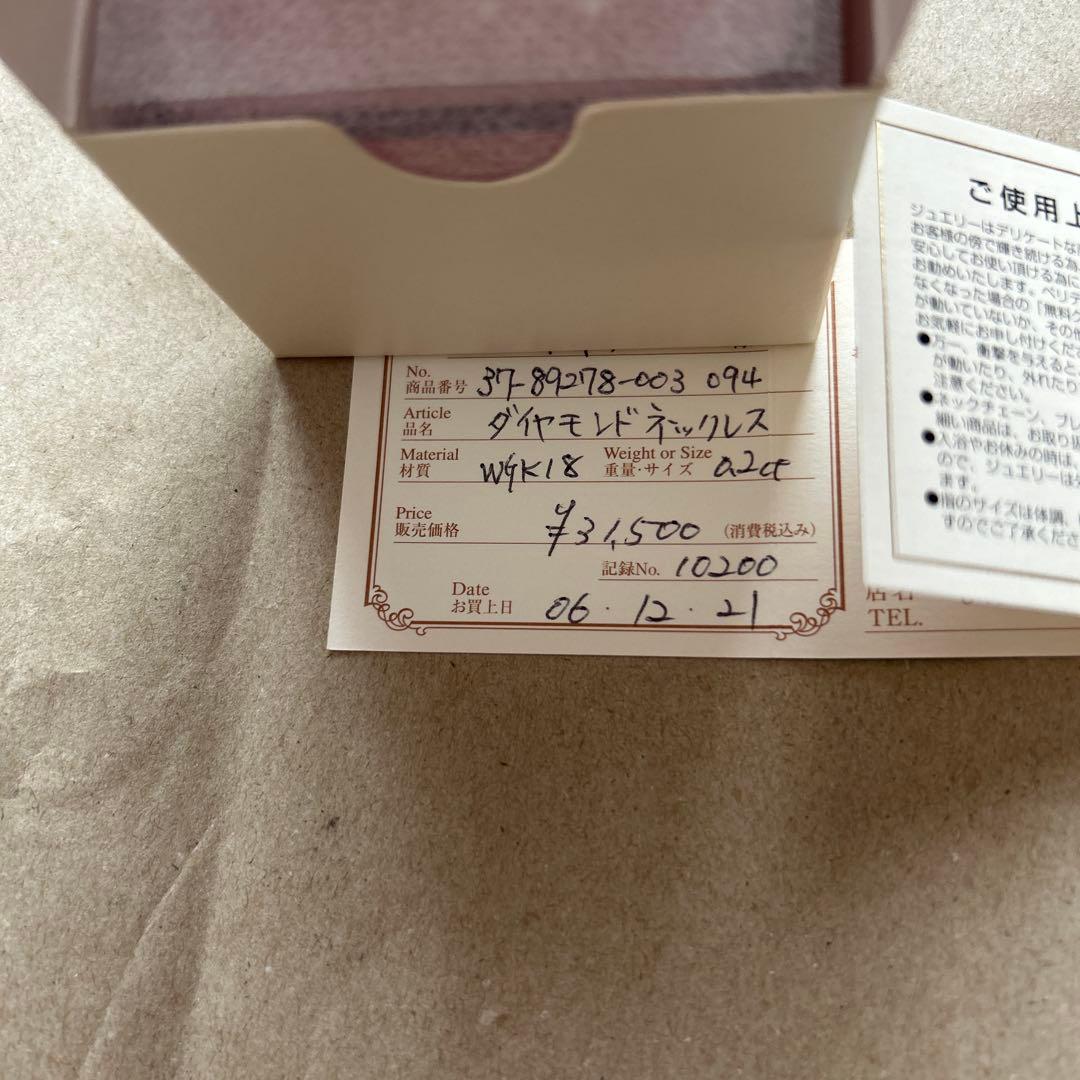 No.
商品番号 37-89278-003 094
Article
品名 ダイヤモンドネックレス
Material Weight or Size
材質 WGK18 重量・サイズ 0.2ct
Price
販売価格 ¥31,500 (消費税込み)
記録No. 10200
Date
お買上日 06.12.21
ご使用上
ジュエリーはデリケートな
お客様の傍で輝き続ける為
安心してお使い頂ける為に
お勧めいたします。ペリデ
なくなった場合の「無料ク
が動いていないか、その他
お気軽にお申し付けくださ
●万一、衝撃を与えると
が動いたり、外れたり
注意ください。
●ネックチェーン、ブレ
細い商品は、お取り扱
●入浴やお休みの時は、
ので、ジュエリーは
ます。
●指のサイズは体調、
すのでご了承くださ
店名
TEL.